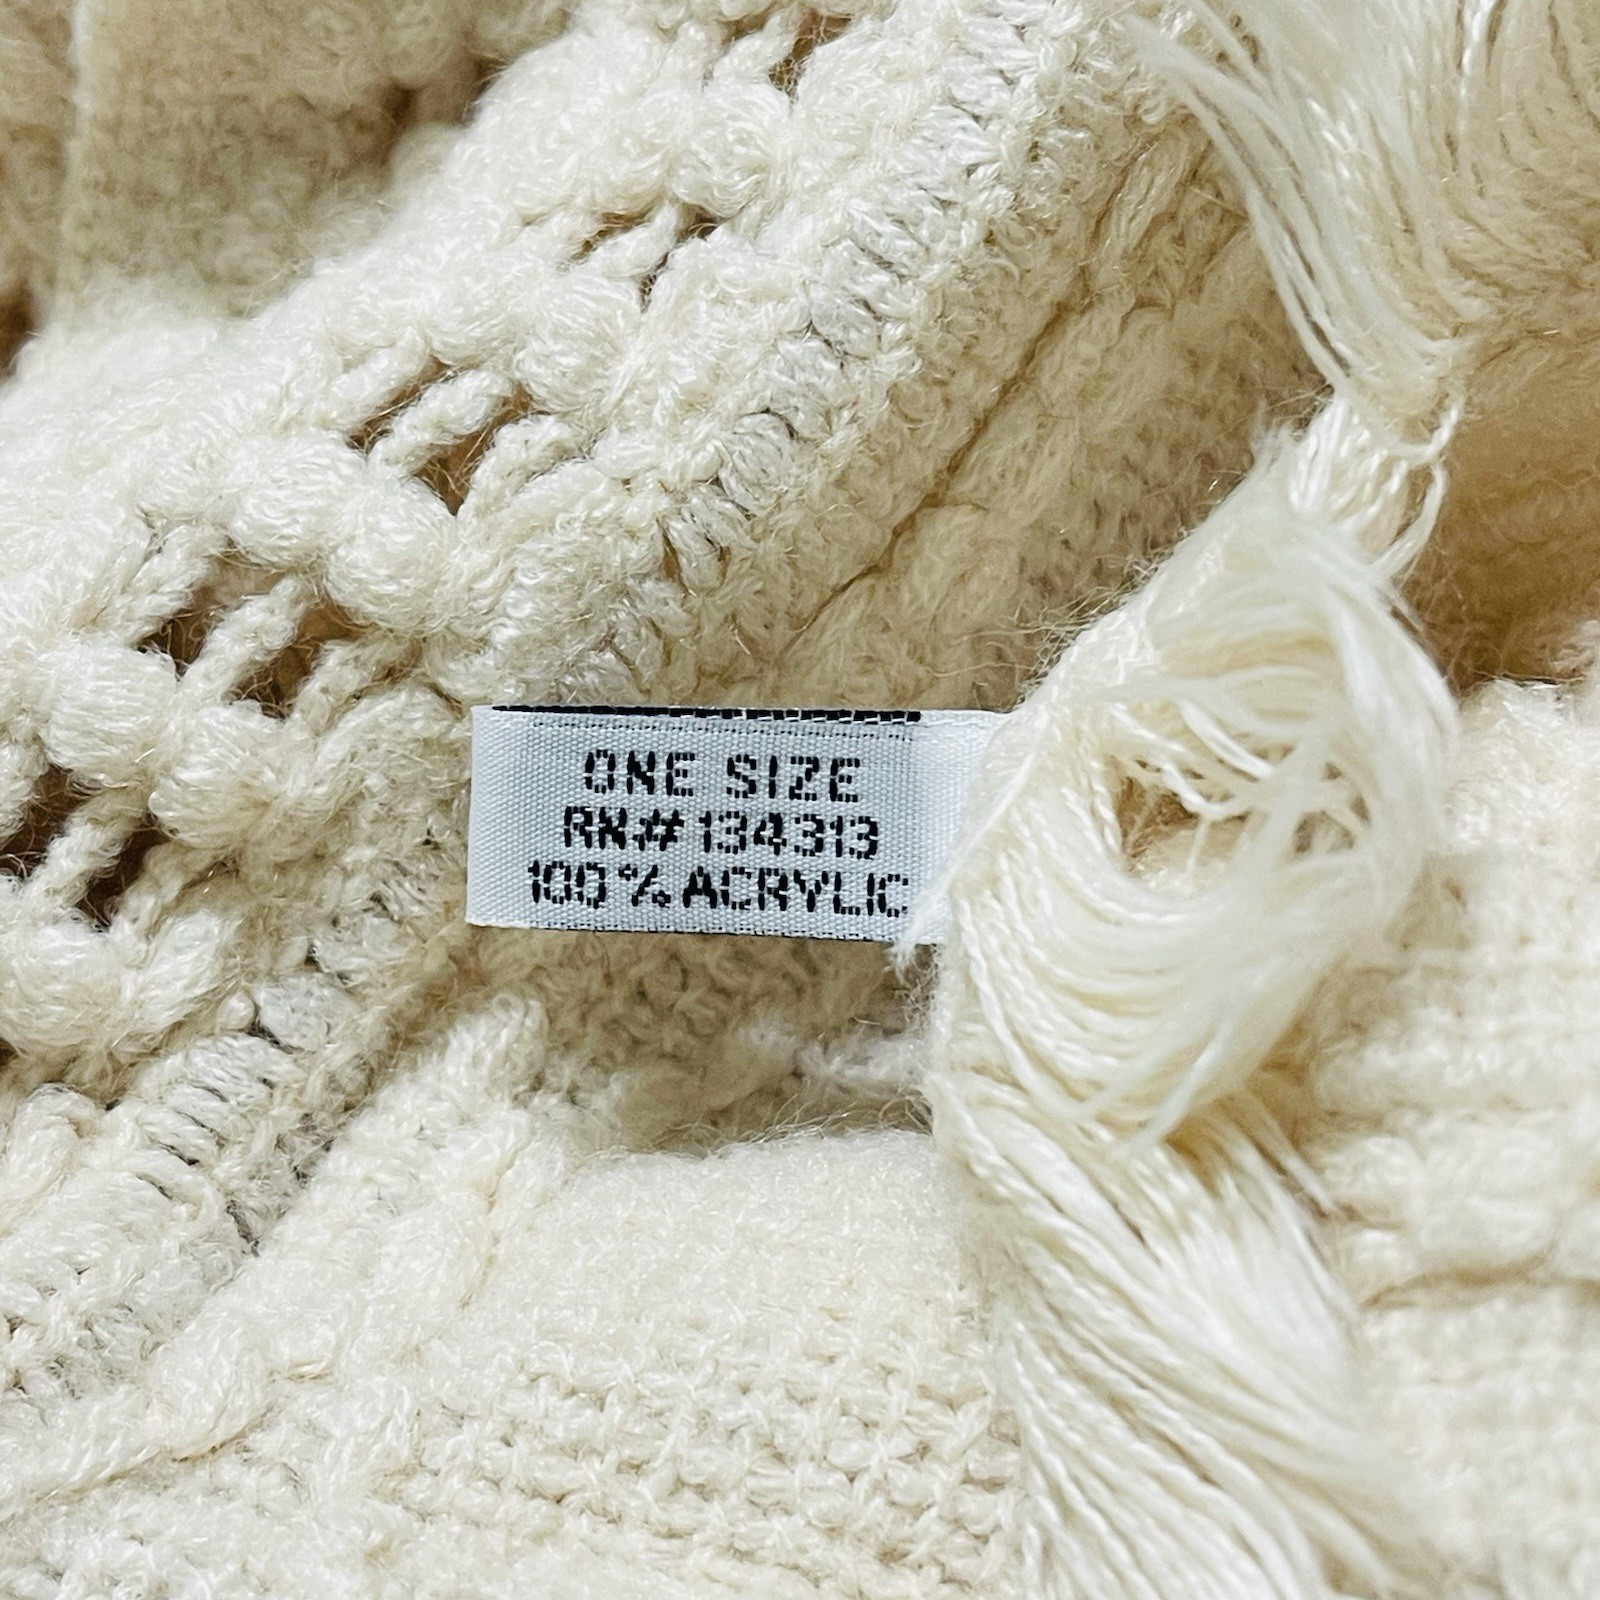 ONE SIZE
RN# 134313
100% ACRYLIC